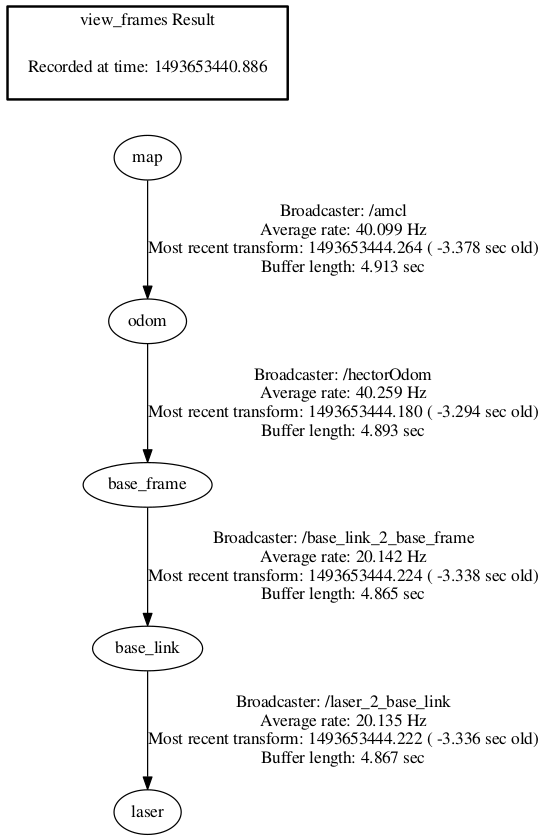 view_frames Result
Recorded at time: 1493653440.886
map
Broadcaster: /amcl
Average rate: 40.099 Hz
Most recent transform: 1493653444.264 ( -3.378 sec old)
Buffer length: 4.913 sec
odom
Broadcaster: /hectorOdom
Average rate: 40.259 Hz
Most recent transform: 1493653444.180 ( -3.294 sec old)
Buffer length: 4.893 sec
base_frame
Broadcaster: /base_link_2_base_frame
Average rate: 20.142 Hz
Most recent transform: 1493653444.224 ( -3.338 sec old)
Buffer length: 4.865 sec
base_link
Broadcaster: /laser_2_base_link
Average rate: 20.135 Hz
Most recent transform: 1493653444.222 ( -3.336 sec old)
Buffer length: 4.867 sec
laser